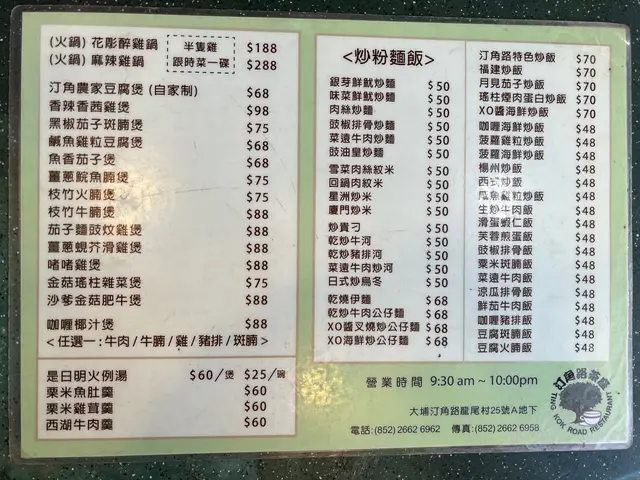 (火鍋) 花彫醉雞鍋 半隻雞 $188
(火鍋) 麻辣雞鍋 跟時菜一碟 $288
汀角農家豆腐煲 (自家制) $68
香辣香茜雞煲 $98
黑椒茄子斑腩煲 $75
鹹魚雞粒豆腐煲 $68
魚香茄子煲 $68
薑蔥鯇魚腩煲 $75
枝竹火腩煲 $75
枝竹牛腩煲 $88
茄子麵豉炆雞煲 $88
薑蔥蜆芥滑雞煲 $88
啫啫雞煲 $88
金菇瑤柱雜菜煲 $75
沙爹金菇肥牛煲 $88
咖喱椰汁煲 $88
<任選一:牛肉/牛腩/雞/豬排/斑腩>
是日明火例湯 $60/煲 $25/碗
栗米魚肚羹 $60
栗米雞茸羹 $60
西湖牛肉羹 $60
<炒粉麵飯>
銀芽鮮魷炒麵 $50
味菜鮮魷炒麵 $50
肉絲炒麵 $50
豉椒排骨炒麵 $50
菜遠牛肉炒麵 $50
豉油皇炒麵 $50
雪菜肉絲炆米 $50
回鍋肉炆米 $50
星洲炒米 $50
廈門炒米 $50
炒貴刁 $50
乾炒牛河 $50
乾炒豬排河 $50
菜遠牛肉炒河 $50
日式炒烏冬 $50
乾燒伊麵 $68
乾炒牛肉公仔麵 $68
XO醬叉燒炒公仔麵 $68
XO海鮮炒公仔麵 $68
汀角路特色炒飯 $70
福建炒飯 $70
月見茄子炒飯 $70
瑤柱煙肉蛋白炒飯 $70
XO醬海鮮炒飯 $70
咖喱海鮮炒飯 $48
菠蘿雞粒炒飯 $48
菠蘿海鮮炒飯 $48
楊州炒飯 $48
西式炒飯 $48
鹹魚雞粒炒飯 $48
生炒牛肉飯 $48
滑蛋蝦仁飯 $48
芙蓉煎蛋飯 $48
豉椒排骨飯 $48
粟米斑腩飯 $48
菜遠牛肉飯 $48
涼瓜排骨飯 $48
鮮茄牛肉飯 $48
咖喱豬排飯 $48
豆腐斑腩飯 $48
豆腐火腩飯 $48
營業時間 9:30 am ~ 10:00pm
大埔汀角路龍尾村25號A地下
電話:(852) 2662 6962 傳真:(852) 2662 6958
汀角路茶座
TING KOK ROAD RESTAURANT